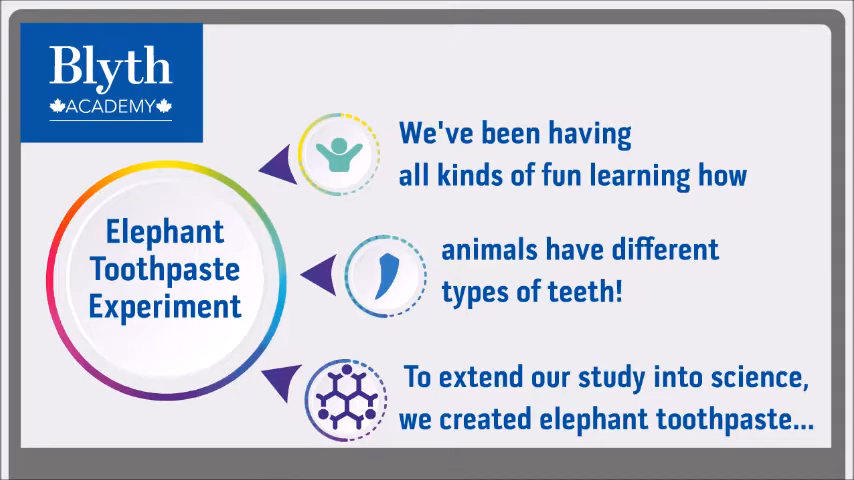 Blyth
ACADEMY
Elephant
Toothpaste
Experiment
We've been having
all kinds of fun learning how
animals have different
types of teeth!
To extend our study into science,
we created elephant toothpaste...